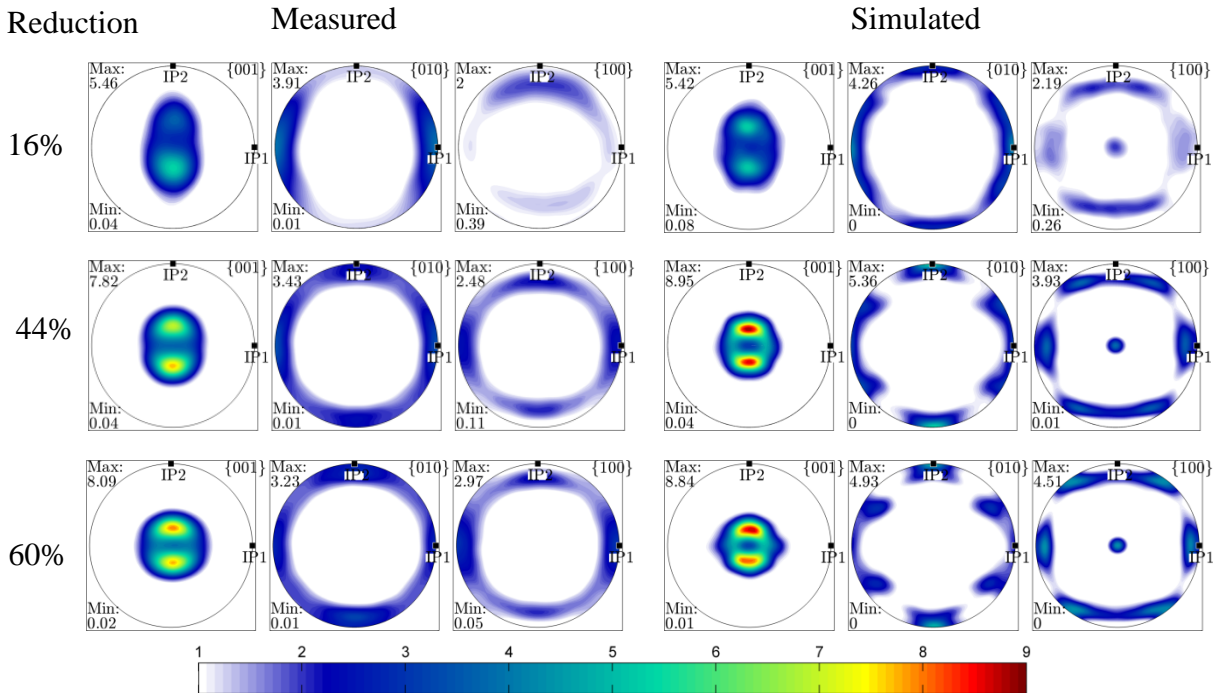 Reduction
Measured
Simulated
16%
Max:
5.46
IP2
{001}
IP1
Min:
0.04
Max:
3.91
IP2
{010}
IP1
Min:
0.01
Max:
2
IP2
{100}
IP1
Min:
0.39
Max:
5.42
IP2
{001}
IP1
Min:
0.08
Max:
4.26
IP2
{010}
IP1
Min:
0
Max:
2.19
IP2
{100}
IP1
Min:
0.26
44%
Max:
7.82
IP2
{001}
IP1
Min:
0.04
Max:
3.43
IP2
{010}
IP1
Min:
0.01
Max:
2.48
IP2
{100}
IP1
Min:
0.11
Max:
8.95
IP2
{001}
IP1
Min:
0.04
Max:
5.36
IP2
{010}
IP1
Min:
0
Max:
3.93
IP2
{100}
IP1
Min:
0.01
60%
Max:
8.09
IP2
{001}
IP1
Min:
0.02
Max:
3.23
IP2
{010}
IP1
Min:
0.01
Max:
2.97
IP2
{100}
IP1
Min:
0.05
Max:
8.84
IP2
{001}
IP1
Min:
0.01
Max:
4.93
IP2
{010}
IP1
Min:
0
Max:
4.51
IP2
{100}
IP1
Min:
0
1 2 3 4 5 6 7 8 9